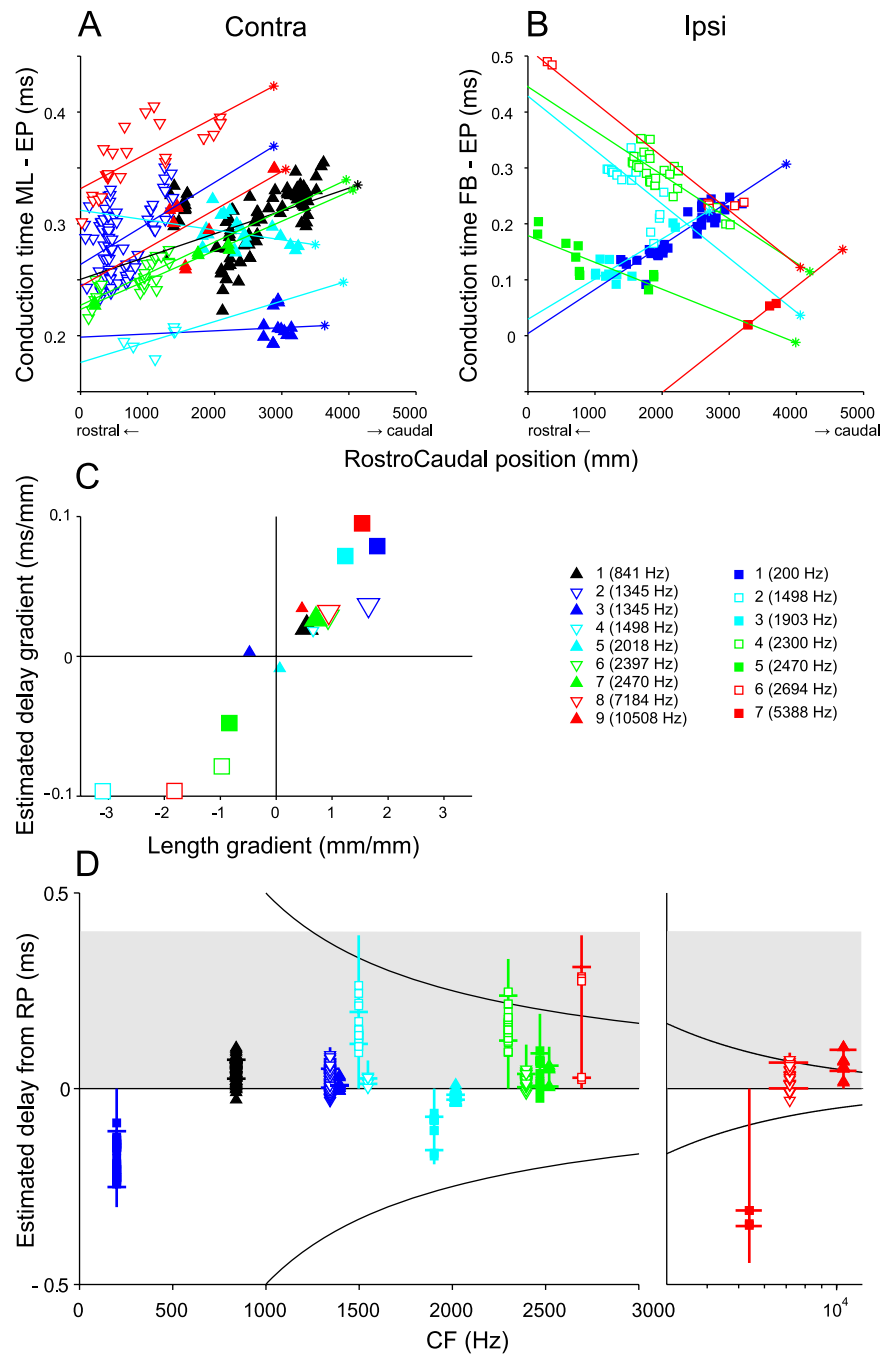 A Contra
B Ipsi
Conduction time ML - EP (ms)
0.4
0.3
0.2
0 1000 2000 3000 4000 5000
rostral ← → caudal
Conduction time FB - EP (ms)
0.5
0.4
0.3
0.2
0.1
0
0 1000 2000 3000 4000 5000
rostral ← → caudal
RostroCaudal position (mm)
C
Estimated delay gradient (ms/mm)
0.1
0
−0.1
-3 -2 -1 0 1 2
Length gradient (mm/mm)
1 (841 Hz)
2 (1345 Hz)
3 (1345 Hz)
4 (1498 Hz)
5 (2018 Hz)
6 (2397 Hz)
7 (2470 Hz)
8 (7184 Hz)
9 (10508 Hz)
1 (200 Hz)
2 (1498 Hz)
3 (1903 Hz)
4 (2300 Hz)
5 (2470 Hz)
6 (2694 Hz)
7 (5388 Hz)
D
Estimated delay from RP (ms)
0.5
0
- 0.5
0 500 1000 1500 2000 2500 3000 10⁴
CF (Hz)